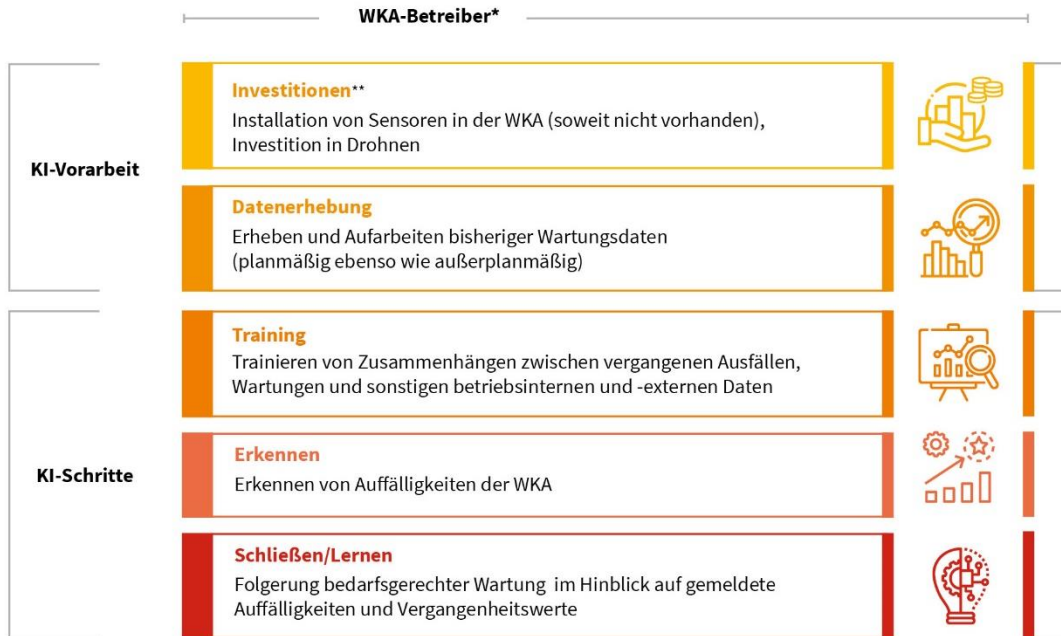 WKA-Betreiber*
KI-Vorarbeit
Investitionen**
Installation von Sensoren in der WKA (soweit nicht vorhanden),
Investition in Drohnen
Datenerhebung
Erheben und Aufarbeiten bisheriger Wartungsdaten
(planmäßig ebenso wie außerplanmäßig)
KI-Schritte
Training
Trainieren von Zusammenhängen zwischen vergangenen Ausfällen,
Wartungen und sonstigen betriebsinternen und -externen Daten
Erkennen
Erkennen von Auffälligkeiten der WKA
Schließen/Lernen
Folgerung bedarfsgerechter Wartung im Hinblick auf gemeldete
Auffälligkeiten und Vergangenheitswerte